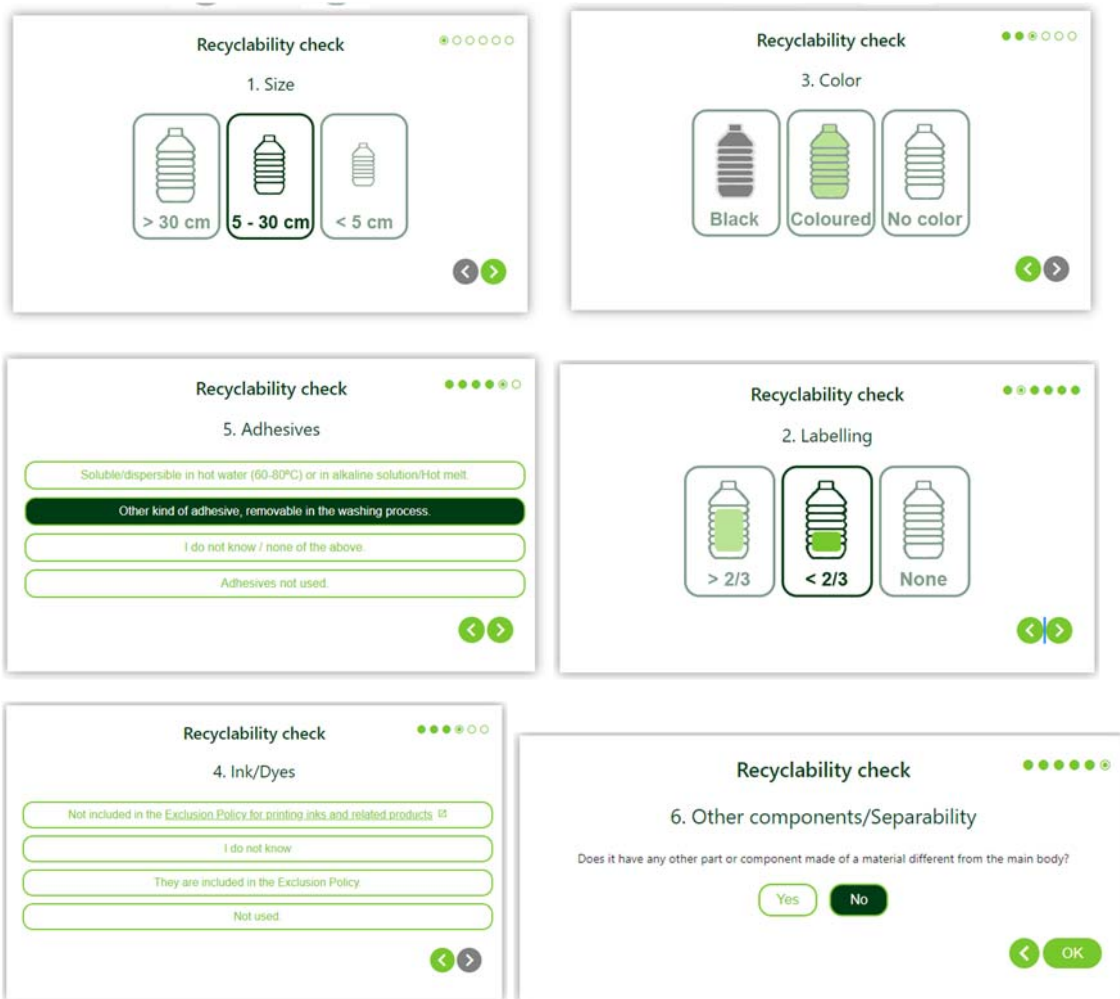 Recyclability check
1. Size
> 30 cm
5 - 30 cm
< 5 cm
Recyclability check
3. Color
Black
Coloured
No color
Recyclability check
5. Adhesives
Soluble/dispersible in hot water (60-80ºC) or in alkaline solution/Hot melt.
Other kind of adhesive, removable in the washing process.
I do not know / none of the above.
Adhesives not used.
Recyclability check
2. Labelling
> 2/3
< 2/3
None
Recyclability check
4. Ink/Dyes
Not included in the Exclusion Policy for printing inks and related products
I do not know
They are included in the Exclusion Policy
Not used.
Recyclability check
6. Other components/Separability
Does it have any other part or component made of a material different from the main body?
Yes
No
OK